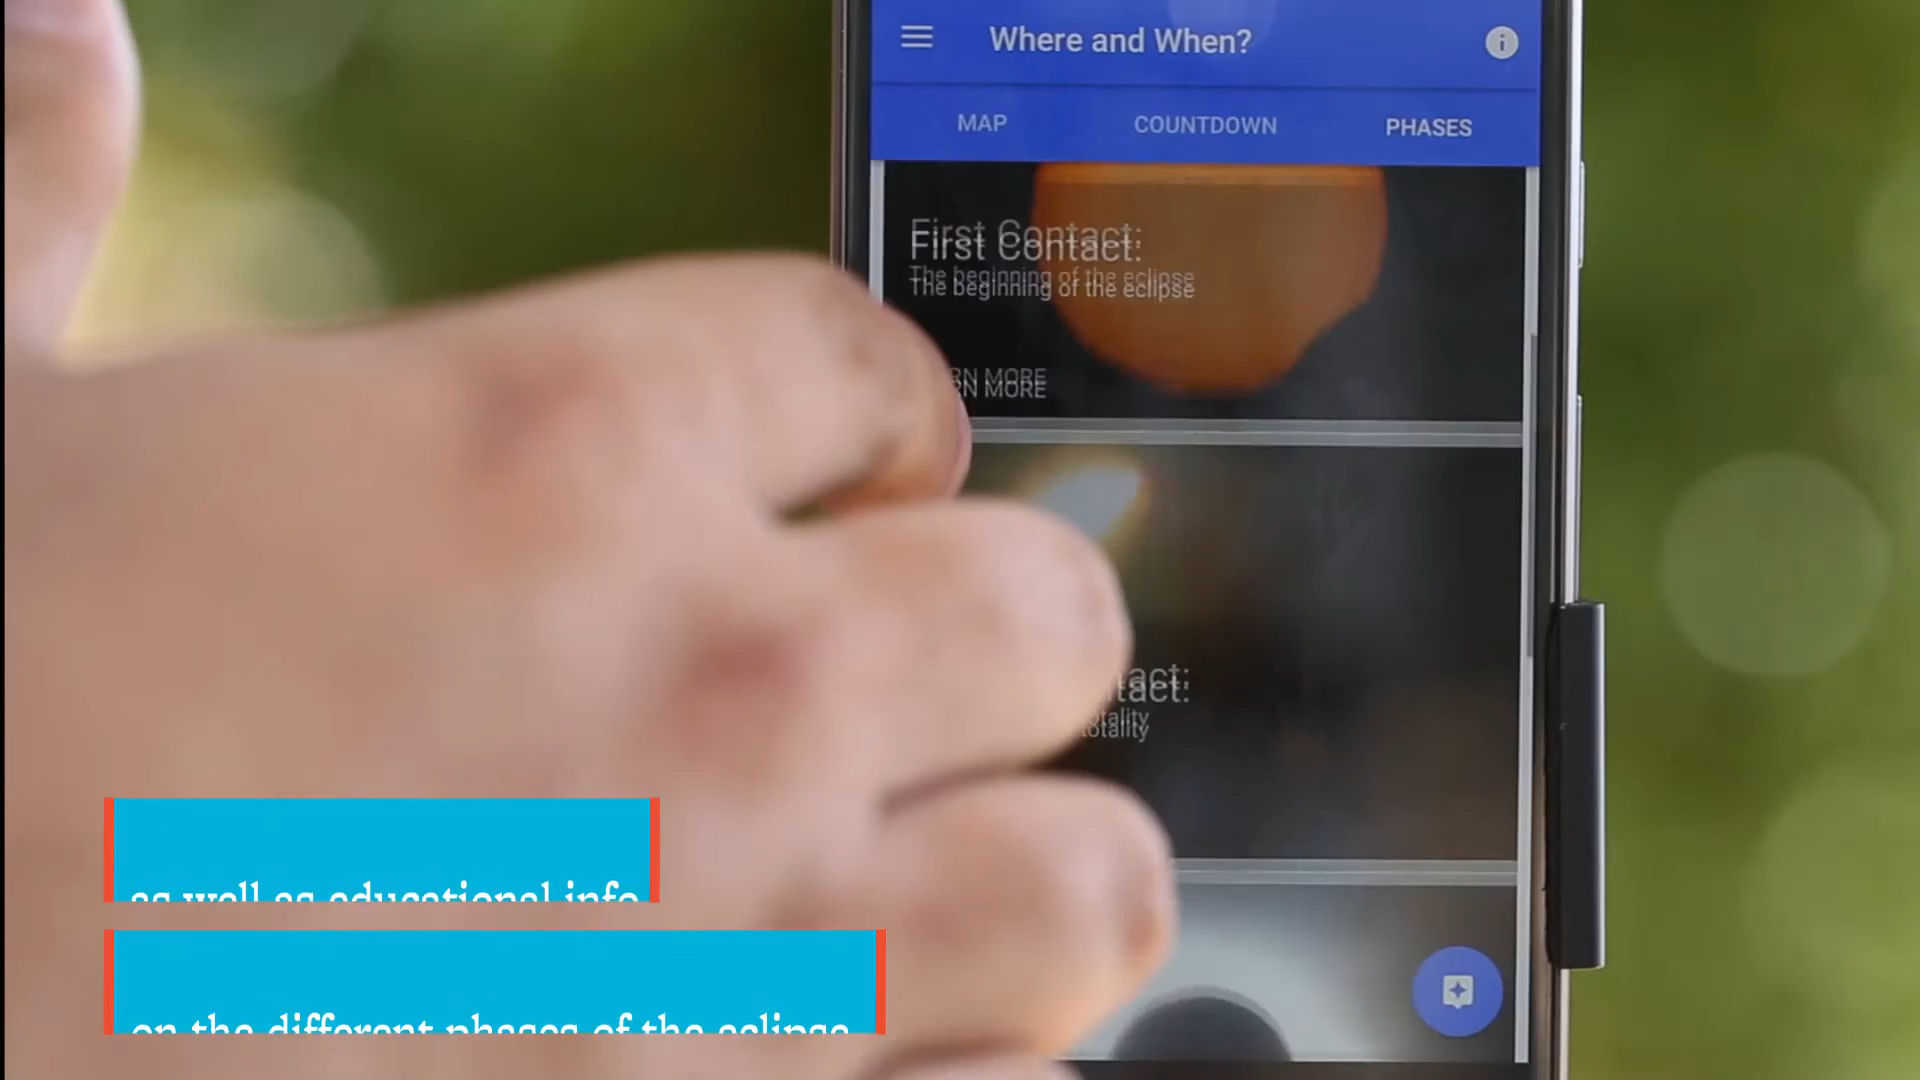 Where and When?
MAP COUNTDOWN PHASES
First Contact:
The beginning of the eclipse
MORE
as well as educational info
on the different phases of the eclipse